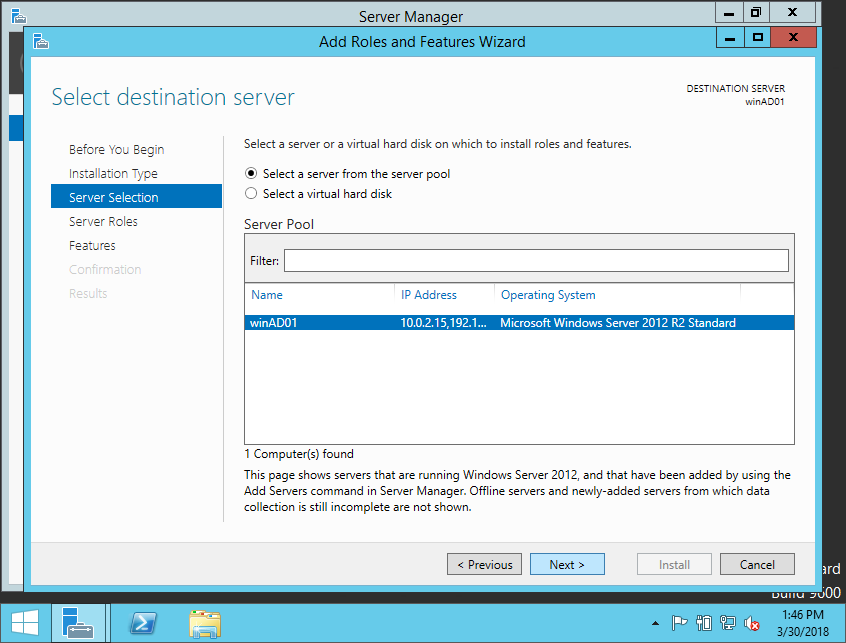 Server Manager
Add Roles and Features Wizard
Select destination server
DESTINATION SERVER
winAD01
Before You Begin
Installation Type
Server Selection
Server Roles
Features
Confirmation
Results
Select a server or a virtual hard disk on which to install roles and features.
Select a server from the server pool
Select a virtual hard disk
Server Pool
Filter:
Name IP Address Operating System
winAD01 10.0.2.15,192.1... Microsoft Windows Server 2012 R2 Standard
1 Computer(s) found
This page shows servers that are running Windows Server 2012, and that have been added by using the
Add Servers command in Server Manager. Offline servers and newly-added servers from which data
collection is still incomplete are not shown.
< Previous Next > Install Cancel
ard
Build 9600
1:46 PM
3/30/2018